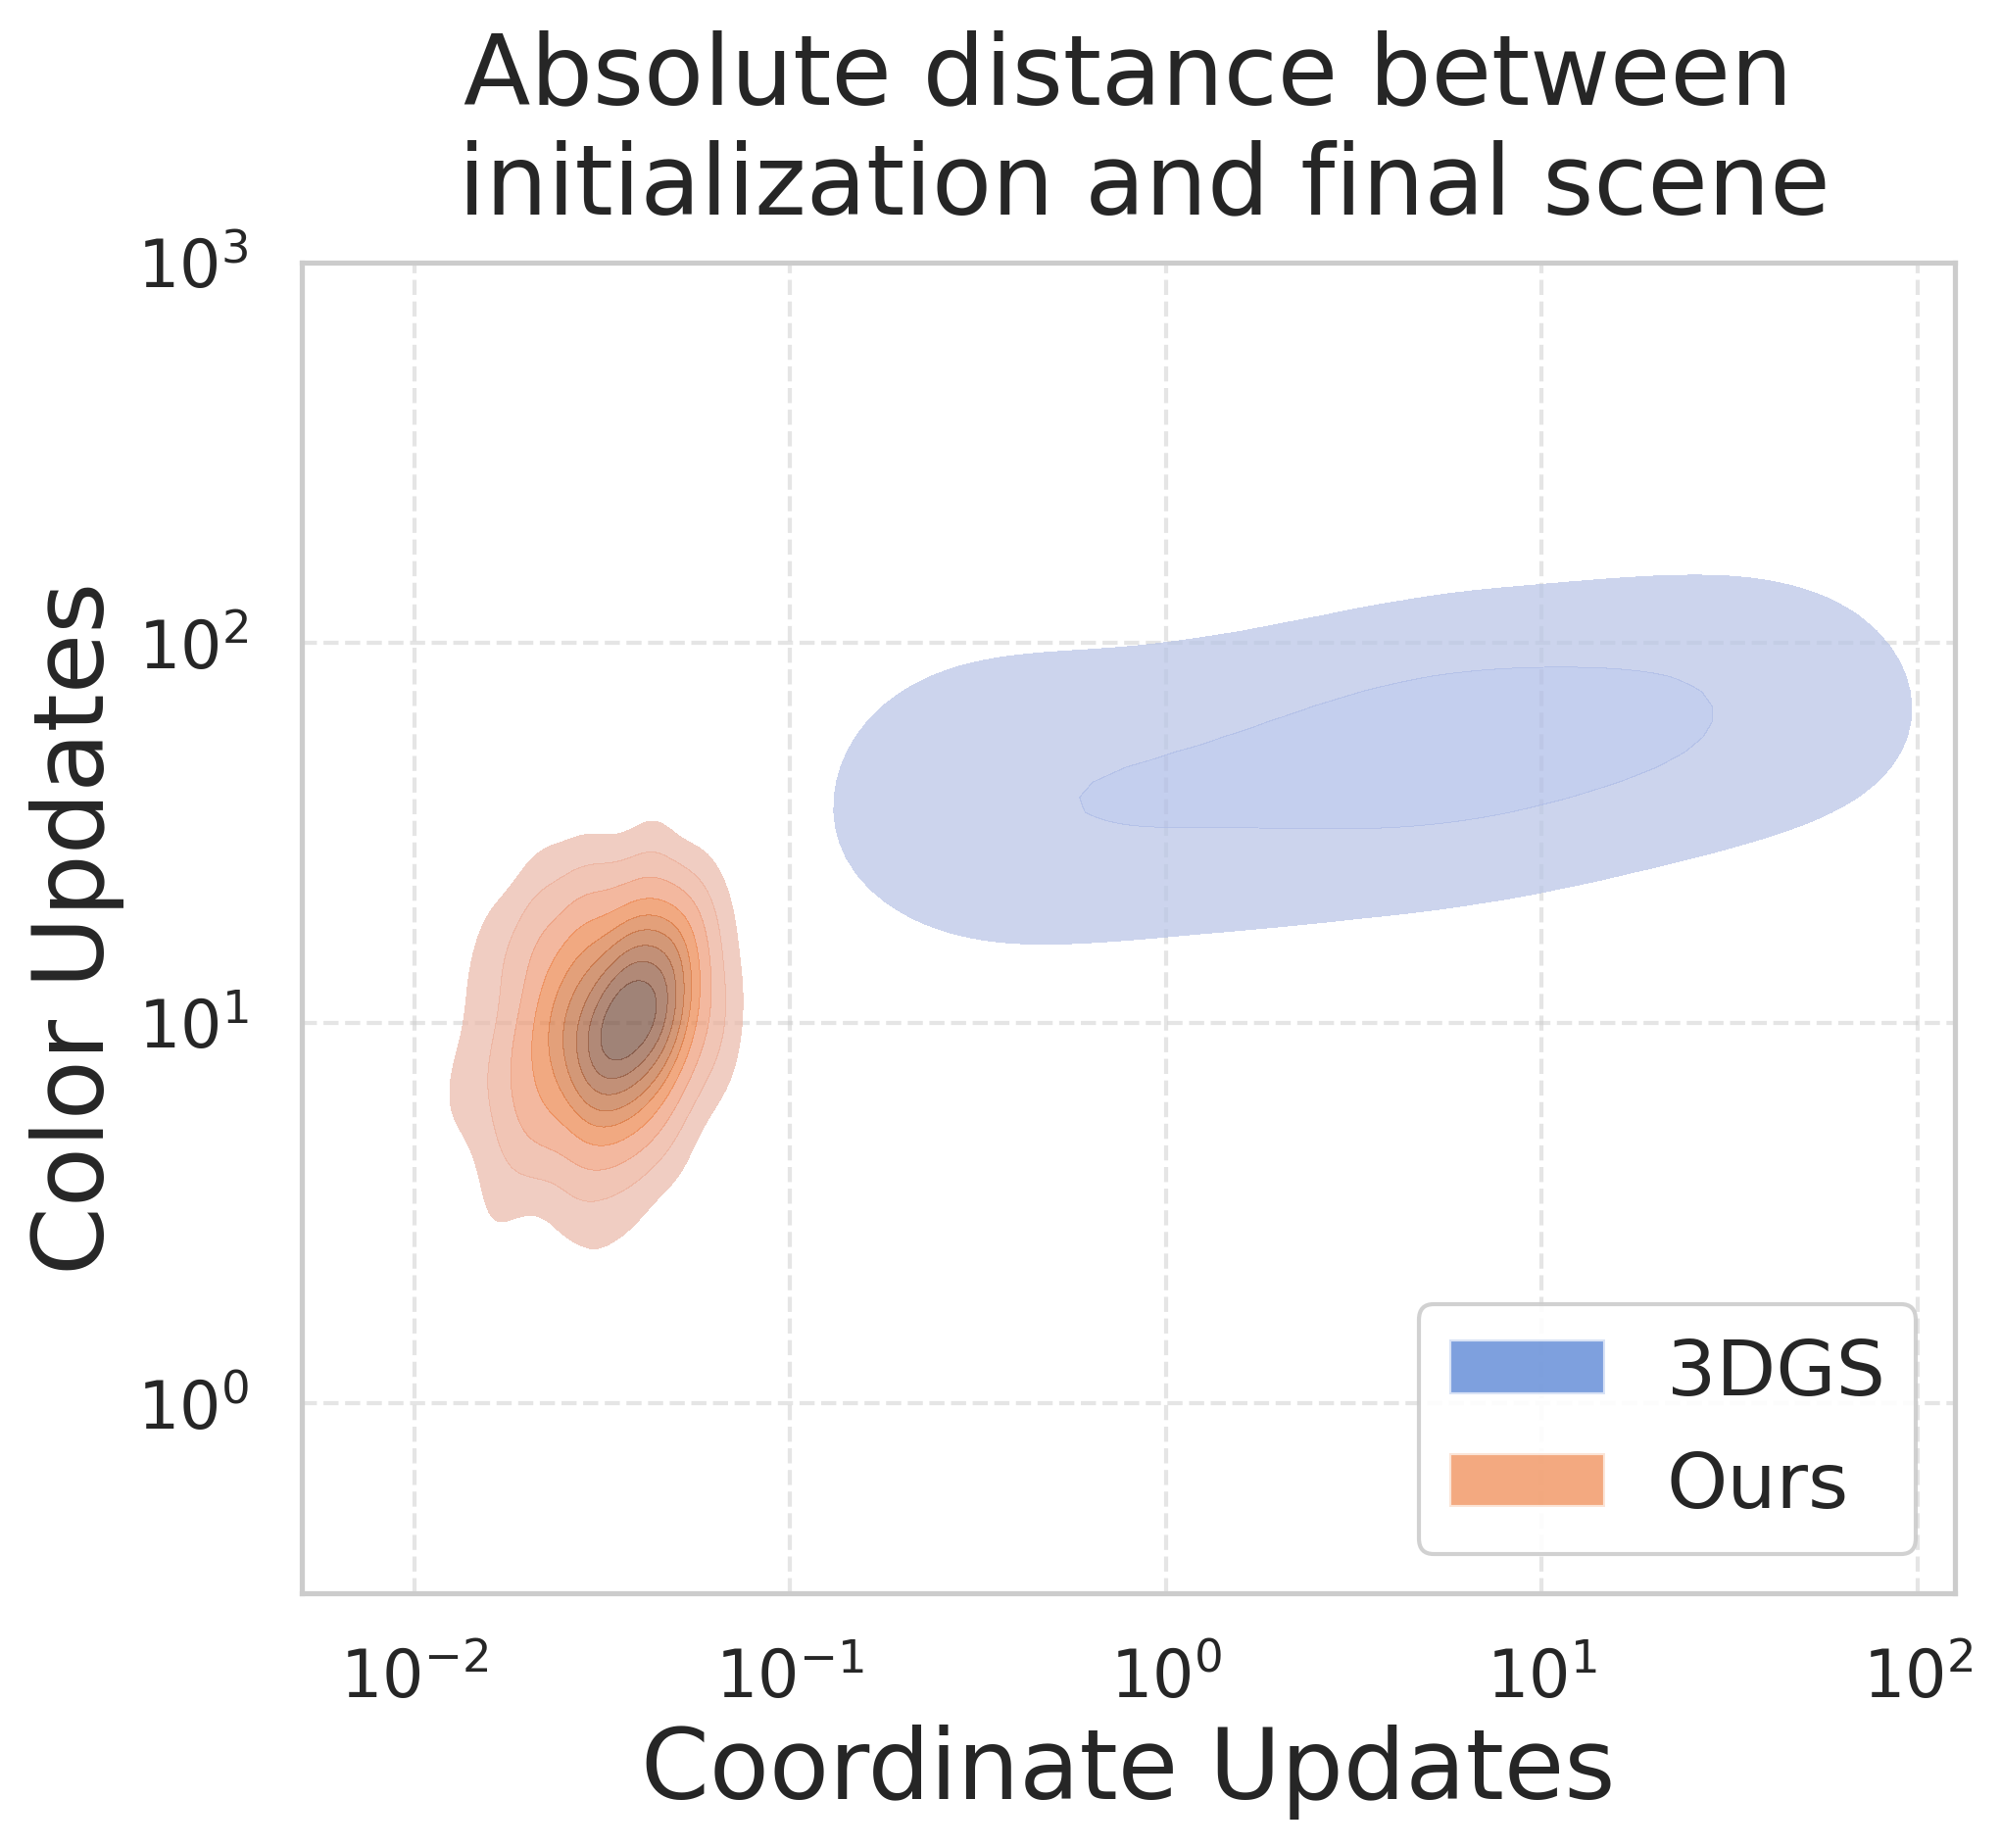 Absolute distance between
initialization and final scene
10³
10²
10¹
10⁰
Color Updates
3DGS
Ours
10⁻²
10⁻¹
10⁰
10¹
10²
Coordinate Updates